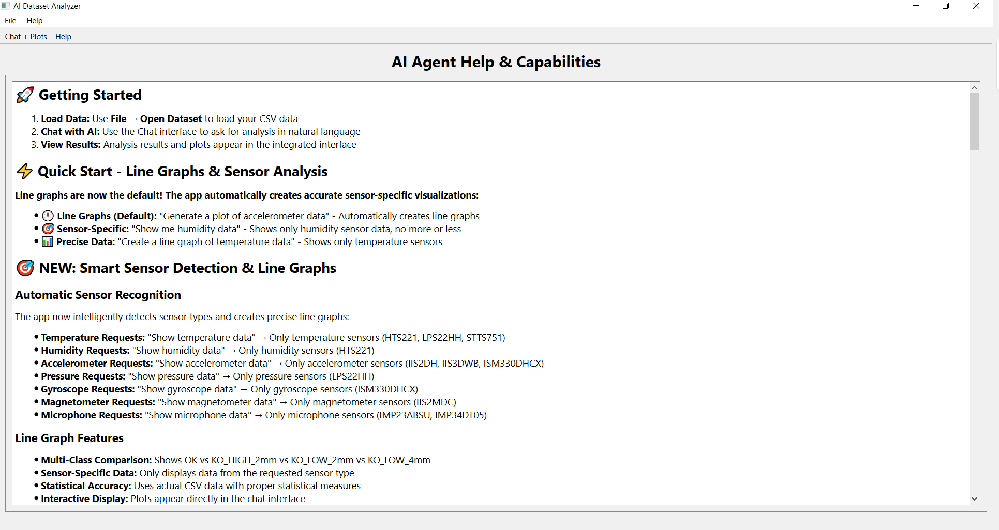 AI Dataset Analyzer
File Help
Chat + Plots Help
AI Agent Help & Capabilities
🚀 Getting Started
1. Load Data: Use File → Open Dataset to load your CSV data
2. Chat with AI: Use the Chat interface to ask for analysis in natural language
3. View Results: Analysis results and plots appear in the integrated interface
⚡ Quick Start - Line Graphs & Sensor Analysis
Line graphs are now the default! The app automatically creates accurate sensor-specific visualizations:
• 🕒 Line Graphs (Default): "Generate a plot of accelerometer data" - Automatically creates line graphs
• 🎯 Sensor-Specific: "Show me humidity data" - Shows only humidity sensor data, no more or less
• 📊 Precise Data: "Create a line graph of temperature data" - Shows only temperature sensors
🎯 NEW: Smart Sensor Detection & Line Graphs
Automatic Sensor Recognition
The app now intelligently detects sensor types and creates precise line graphs:
• Temperature Requests: "Show temperature data" → Only temperature sensors (HTS221, LPS22HH, STTS751)
• Humidity Requests: "Show humidity data" → Only humidity sensors (HTS221)
• Accelerometer Requests: "Show accelerometer data" → Only accelerometer sensors (IIS2DH, IIS3DWB, ISM330DHCX)
• Pressure Requests: "Show pressure data" → Only pressure sensors (LPS22HH)
• Gyroscope Requests: "Show gyroscope data" → Only gyroscope sensors (ISM330DHCX)
• Magnetometer Requests: "Show magnetometer data" → Only magnetometer sensors (IIS2MDC)
• Microphone Requests: "Show microphone data" → Only microphone sensors (IMP23ABSU, IMP34DT05)
Line Graph Features
• Multi-Class Comparison: Shows OK vs KO_HIGH_2mm vs KO_LOW_2mm vs KO_LOW_4mm
• Sensor-Specific Data: Only displays data from the requested sensor type
• Statistical Accuracy: Uses actual CSV data with proper statistical measures
• Interactive Display: Plots appear directly in the chat interface